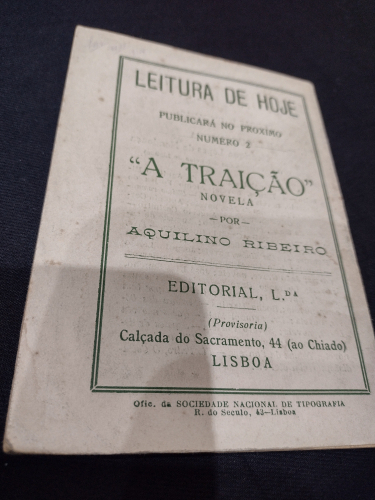 LEITURA DE HOJE
PUBLICARÁ NO PROXIMO
NUMERO 2
"A TRAIÇÃO"
NOVELA
—POR—
AQUILINO RIBEIRO
EDITORIAL, L.DA
(Provisoria)
Calçada do Sacramento, 44 (ao Chiado)
LISBOA
Ofic. da SOCIEDADE NACIONAL DE TIPOGRAFIA
R. do Seculo, 43—Lisboa